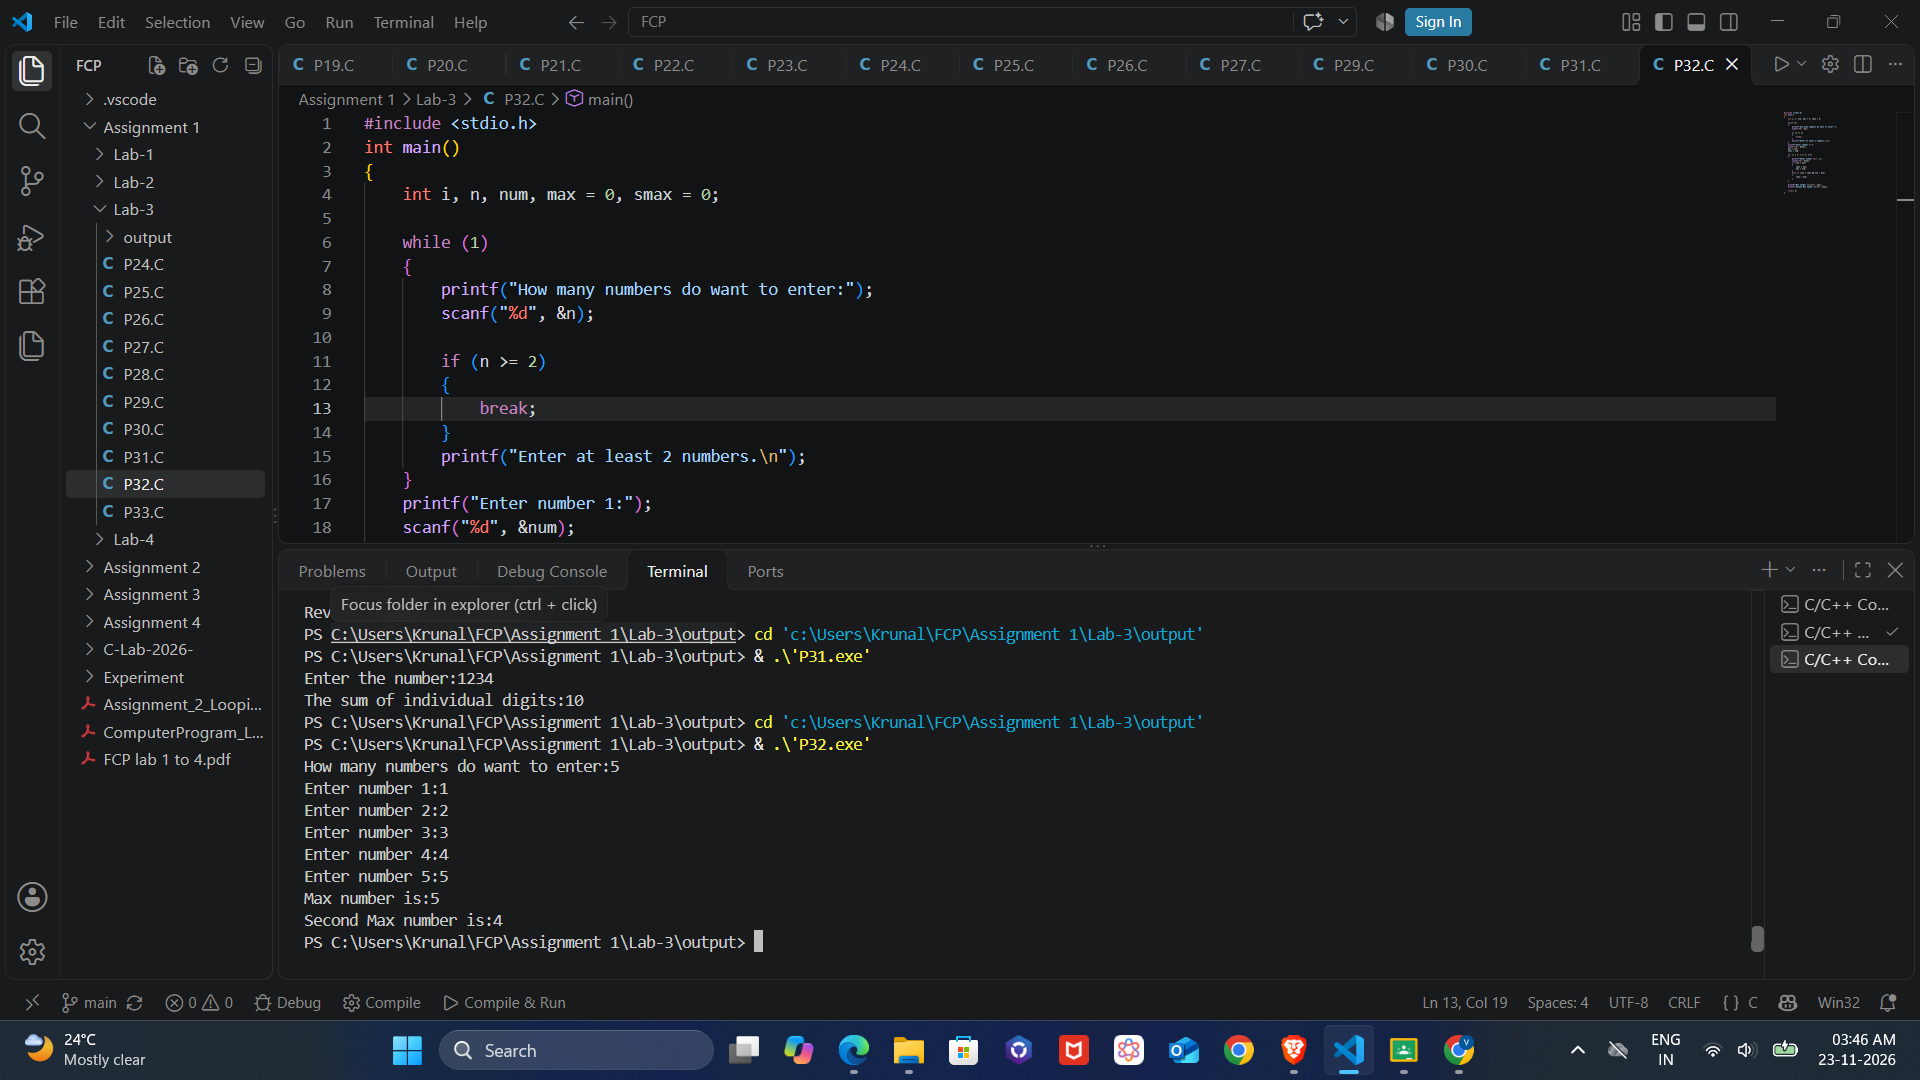 File Edit Selection View Go Run Terminal Help
FCP
Sign In
FCP
P19.C P20.C P21.C P22.C P23.C P24.C P25.C P26.C P27.C P29.C P30.C P31.C P32.C
.vscode
Assignment 1
Lab-1
Lab-2
Lab-3
output
P24.C
P25.C
P26.C
P27.C
P28.C
P29.C
P30.C
P31.C
P32.C
P33.C
Lab-4
Assignment 2
Assignment 3
Assignment 4
C-Lab-2026-
Experiment
Assignment_2_Loopi...
ComputerProgram_L...
FCP lab 1 to 4.pdf
Assignment 1 > Lab-3 > C P32.C > main()
1 #include <stdio.h>
2 int main()
3 {
4 int i, n, num, max = 0, smax = 0;
5
6 while (1)
7 {
8 printf("How many numbers do want to enter:");
9 scanf("%d", &n);
10
11 if (n >= 2)
12 {
13 break;
14 }
15 printf("Enter at least 2 numbers.\n");
16 }
17 printf("Enter number 1:");
18 scanf("%d", &num);
Problems Output Debug Console Terminal Ports
Rev
Focus folder in explorer (ctrl + click)
PS C:\Users\Krunal\FCP\Assignment 1\Lab-3\output> cd 'c:\Users\Krunal\FCP\Assignment 1\Lab-3\output'
PS C:\Users\Krunal\FCP\Assignment 1\Lab-3\output> & .\'P31.exe'
Enter the number:1234
The sum of individual digits:10
PS C:\Users\Krunal\FCP\Assignment 1\Lab-3\output> cd 'c:\Users\Krunal\FCP\Assignment 1\Lab-3\output'
PS C:\Users\Krunal\FCP\Assignment 1\Lab-3\output> & .\'P32.exe'
How many numbers do want to enter:5
Enter number 1:1
Enter number 2:2
Enter number 3:3
Enter number 4:4
Enter number 5:5
Max number is:5
Second Max number is:4
PS C:\Users\Krunal\FCP\Assignment 1\Lab-3\output>
C/C++ Co...
C/C++ ...
C/C++ Co...
main 0 0 Debug Compile Compile & Run
Ln 13, Col 19 Spaces: 4 UTF-8 CRLF { } C Win32
24°C
Mostly clear
Search
ENG
IN
03:46 AM
23-11-2026